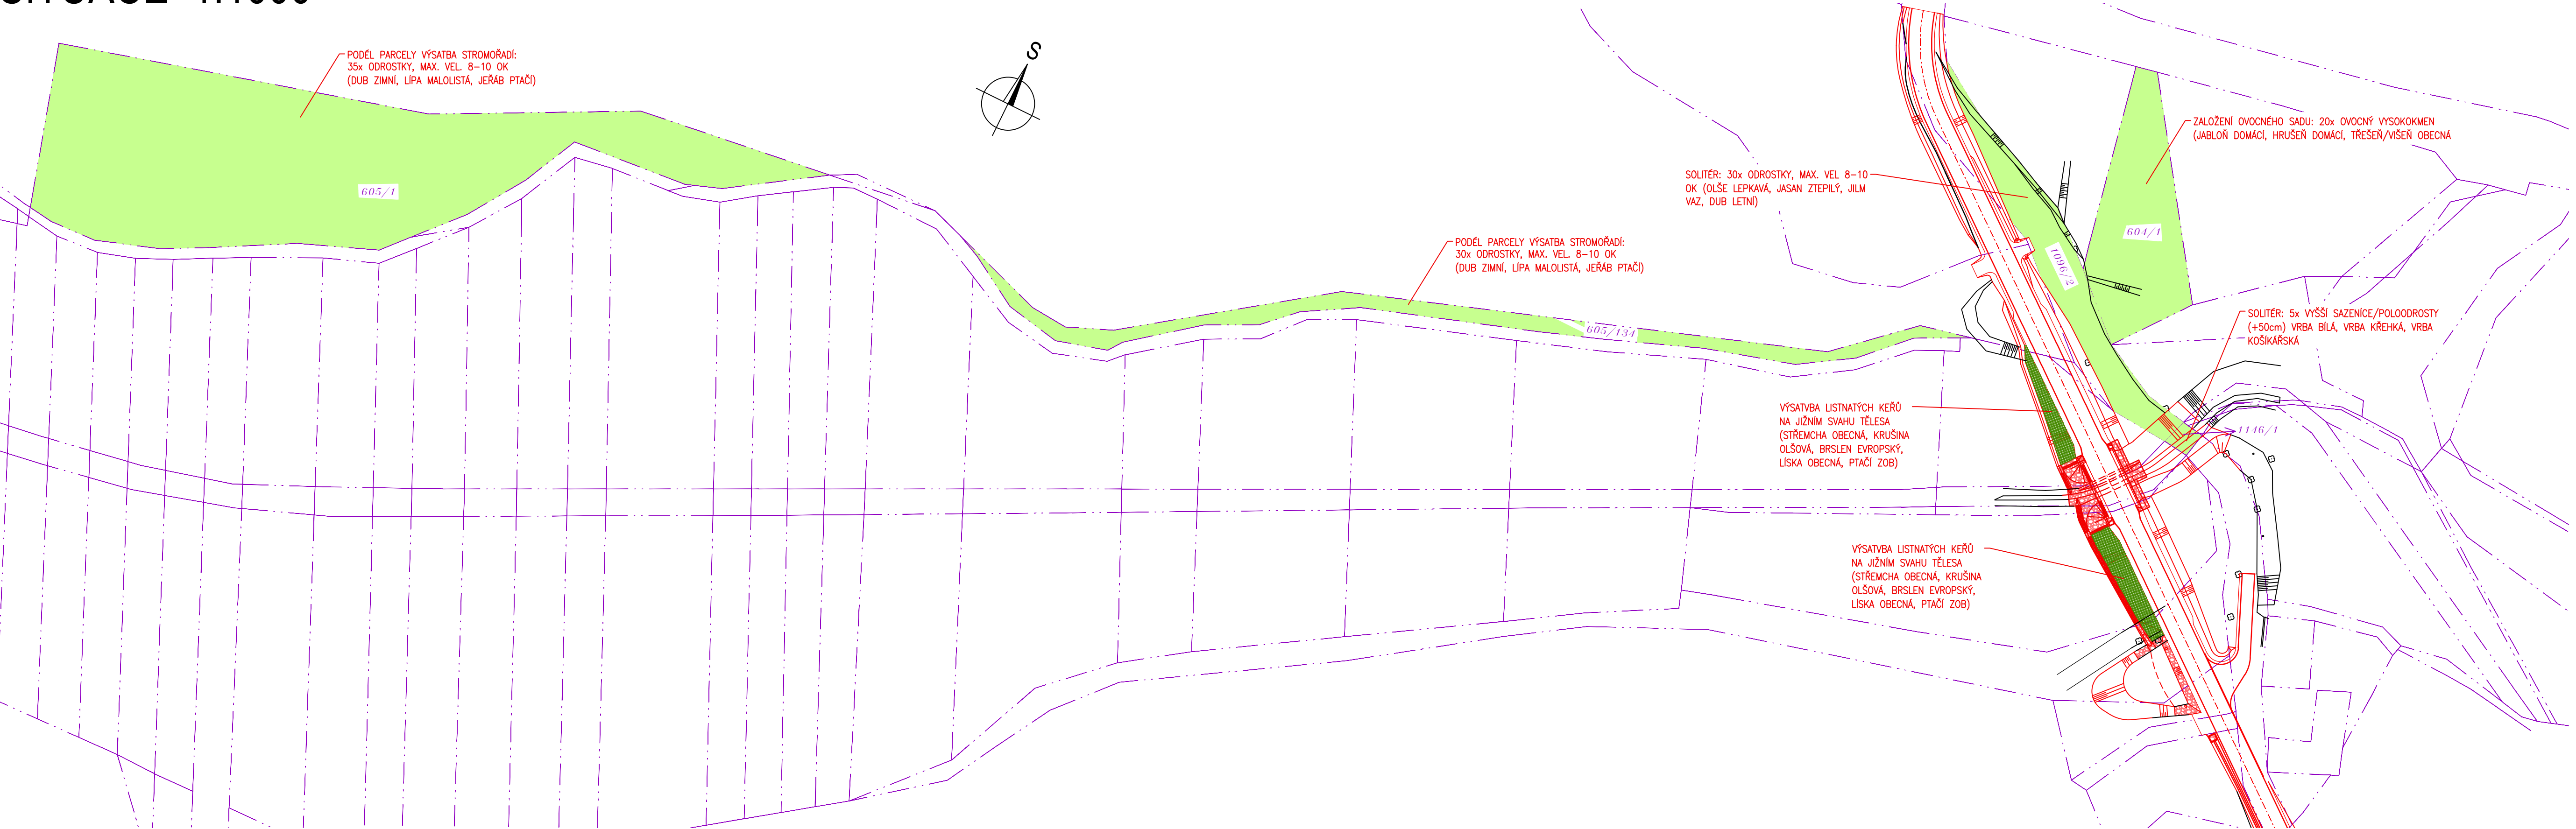 PODÉL PARCELY VÝSATBA STROMOŘADÍ:
35x ODROSTKY, MAX. VEL. 8-10 OK
(DUB ZIMNÍ, LÍPA MALOLISTÁ, JEŘÁB PTAČÍ)
605/1
S
PODÉL PARCELY VÝSATBA STROMOŘADÍ:
30x ODROSTKY, MAX. VEL. 8-10 OK
(DUB ZIMNÍ, LÍPA MALOLISTÁ, JEŘÁB PTAČÍ)
605/134
SOLITÉR: 30x ODROSTKY, MAX. VEL 8-10
OK (OLŠE LEPKAVÁ, JASAN ZTEPILÝ, JILM
VAZ, DUB LETNÍ)
1096/2
ZALOŽENÍ OVOCNÉHO SADU: 20x OVOCNÝ VYSOKOKMEN
(JABLOŇ DOMÁCÍ, HRUŠEŇ DOMÁCÍ, TŘEŠEŇ/VIŠEŇ OBECNÁ
604/1
SOLITÉR: 5x VYŠŠÍ SAZENÍCE/POLOODROSTY
(+50cm) VRBA BÍLÁ, VRBA KŘEHKÁ, VRBA
KOŠÍKÁŘSKÁ
1146/1
VÝSATVBA LISTNATÝCH KEŘŮ
NA JIŽNÍM SVAHU TĚLESA
(STŘEMCHA OBECNÁ, KRUŠINA
OLŠOVÁ, BRSLEN EVROPSKÝ,
LÍSKA OBECNÁ, PTAČÍ ZOB)
VÝSATVBA LISTNATÝCH KEŘŮ
NA JIŽNÍM SVAHU TĚLESA
(STŘEMCHA OBECNÁ, KRUŠINA
OLŠOVÁ, BRSLEN EVROPSKÝ,
LÍSKA OBECNÁ, PTAČÍ ZOB)